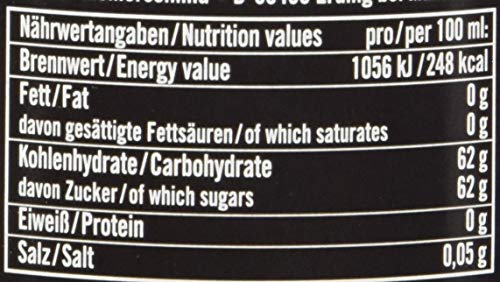 Nährwertangaben/Nutrition values pro/per 100 ml:
Brennwert/Energy value 1056 kJ/248 kcal
Fett/Fat 0 g
davon gesättigte Fettsäuren/of which saturates 0 g
Kohlenhydrate/Carbohydrate 62 g
davon Zucker/of which sugars 62 g
Eiweiß/Protein 0 g
Salz/Salt 0,05 g